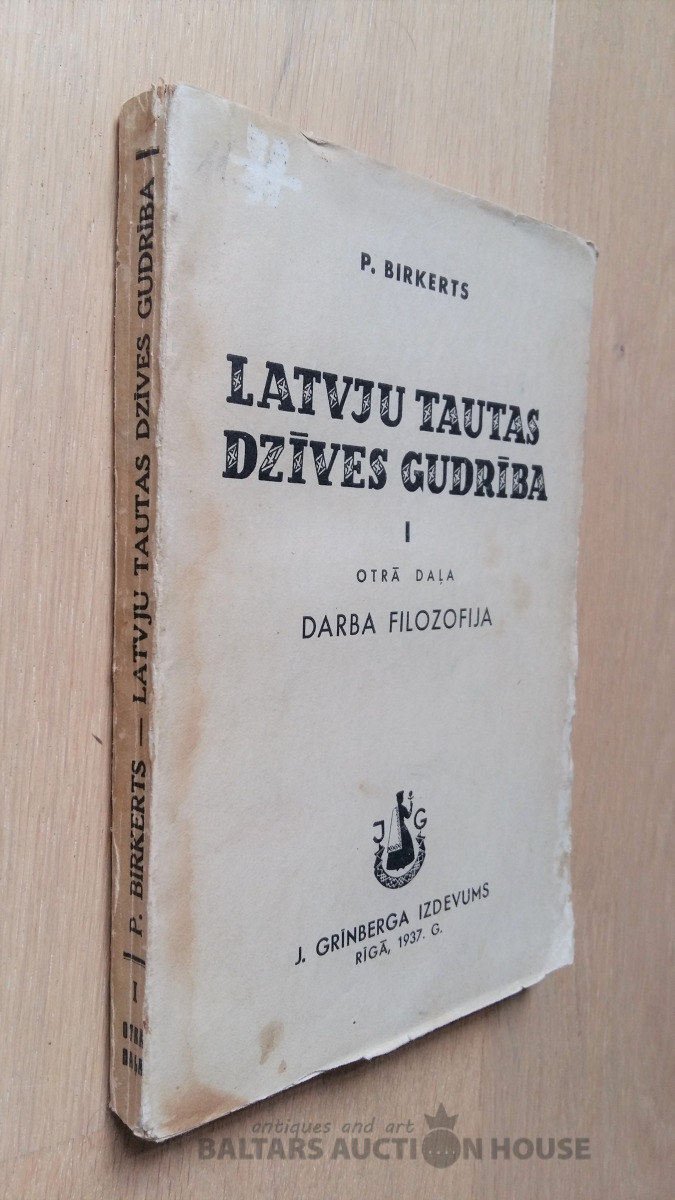 P. BIRKERTS
LATVJU TAUTAS
DZĪVES GUDRĪBA
I
OTRĀ DAĻA
DARBA FILOZOFIJA
J G
J. GRĪNBERGA IZDEVUMS
RĪGĀ, 1937. G.
P. BIRKERTS — LATVJU TAUTAS DZĪVES GUDRĪBA
I
OTRĀ
DAĻA
antiques and art
BALTARS AUCTION HOUSE